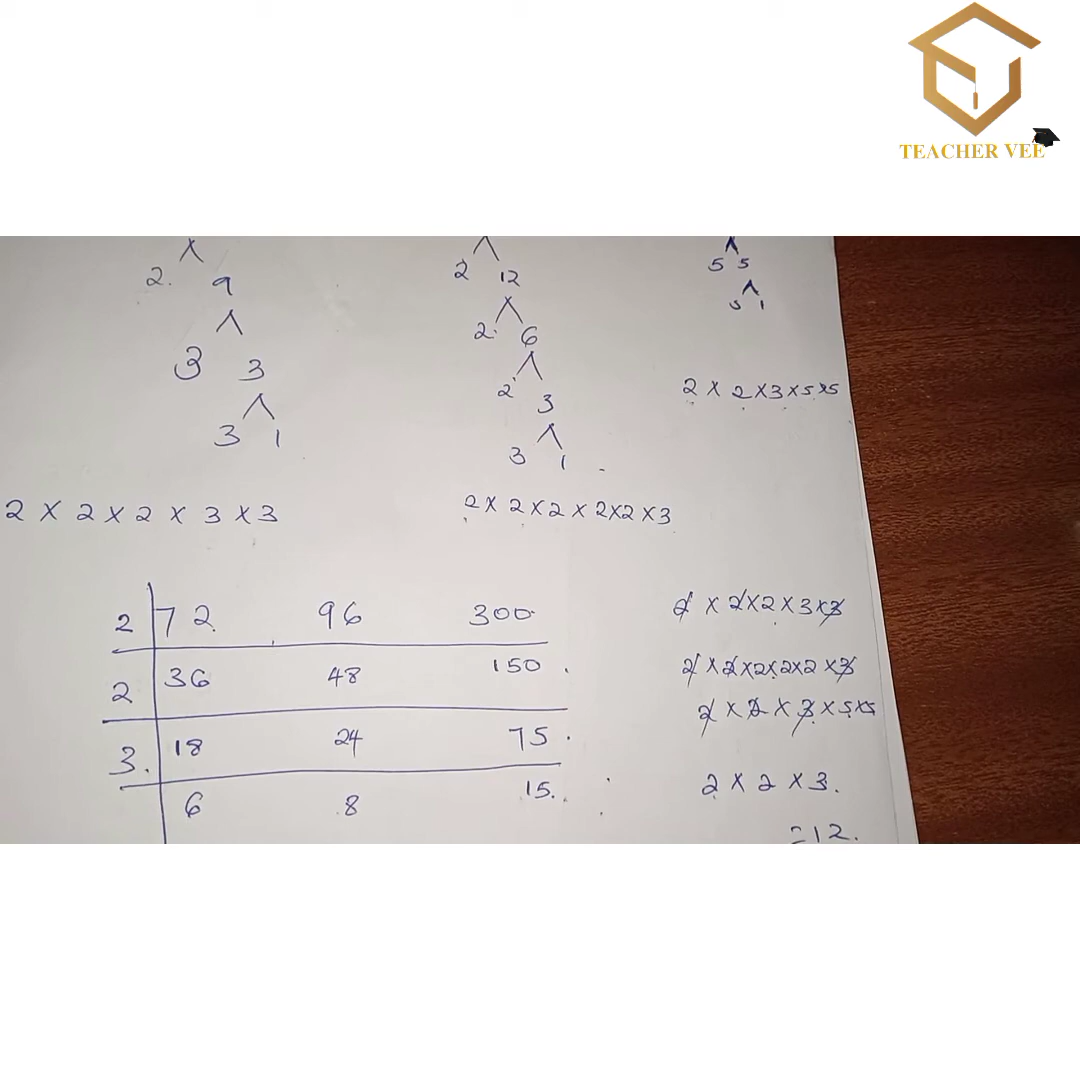 TEACHER VEE
2. 9
3 3
3 1
2 × 2 × 2 × 3 × 3
2 12
2. 6
2 3
3 1
2 × 2 × 2 × 2 × 2 × 3
5 5
5 1
2 × 2 × 3 × 5 × 5
2 72 96 300
2 36 48 150
3. 18 24 75
6 8 15
2 × 2 × 2 × 3 × 3
2 × 2 × 2 × 2 × 2 × 3
2 × 2 × 3 × 5 × 5
2 × 2 × 3.
=12.